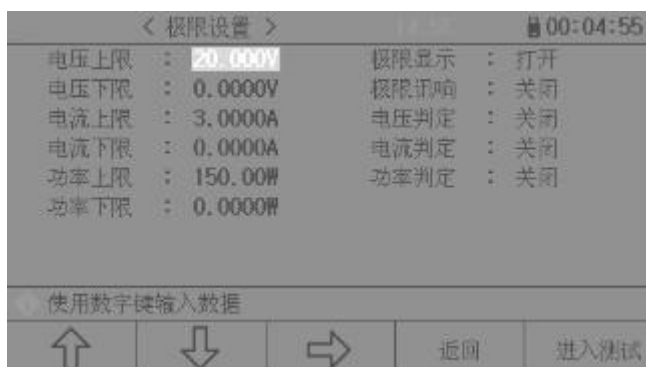 < 极限设置 > 00:04:55
电压上限 : 20.000V 极限显示 : 打开
电压下限 : 0.0000V 极限讯响 : 关闭
电流上限 : 3.0000A 电压判定 : 关闭
电流下限 : 0.0000A 电流判定 : 关闭
功率上限 : 150.00W 功率判定 : 关闭
功率下限 : 0.0000W
使用数字键输入数据
返回 进入测试